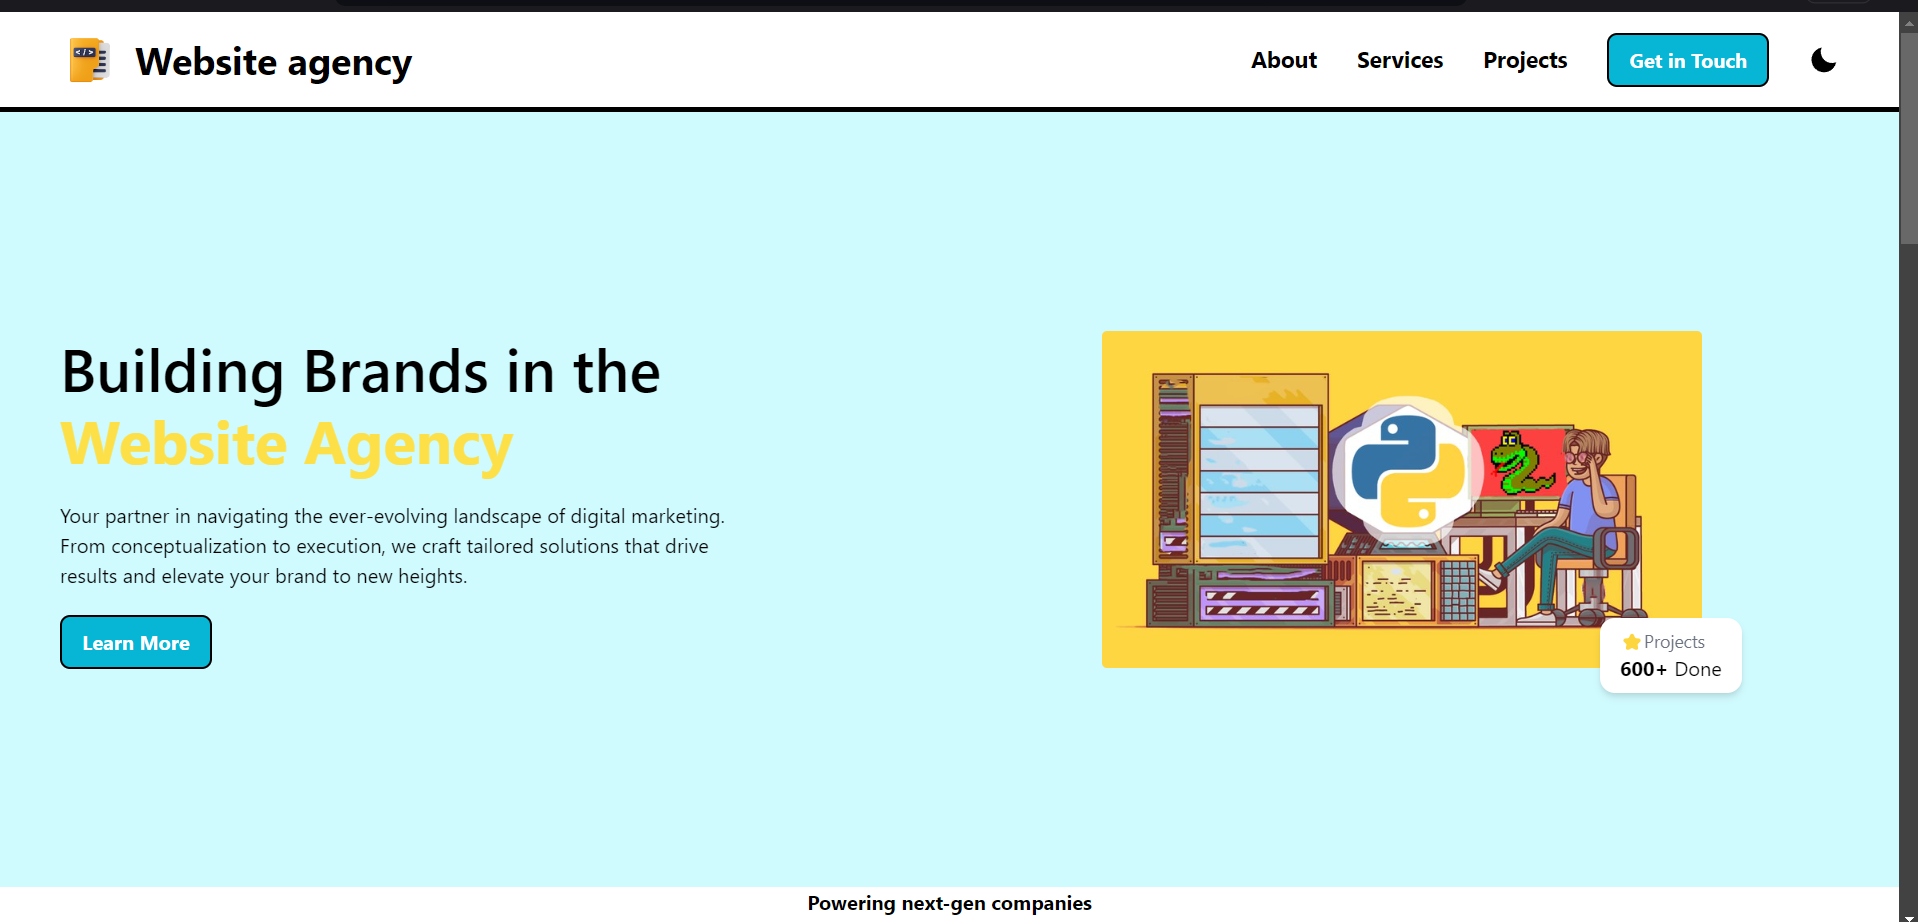 </>
Website agency
About
Services
Projects
Get in Touch
Building Brands in the
Website Agency
Your partner in navigating the ever-evolving landscape of digital marketing.
From conceptualization to execution, we craft tailored solutions that drive
results and elevate your brand to new heights.
Learn More
Projects
600+ Done
Powering next-gen companies